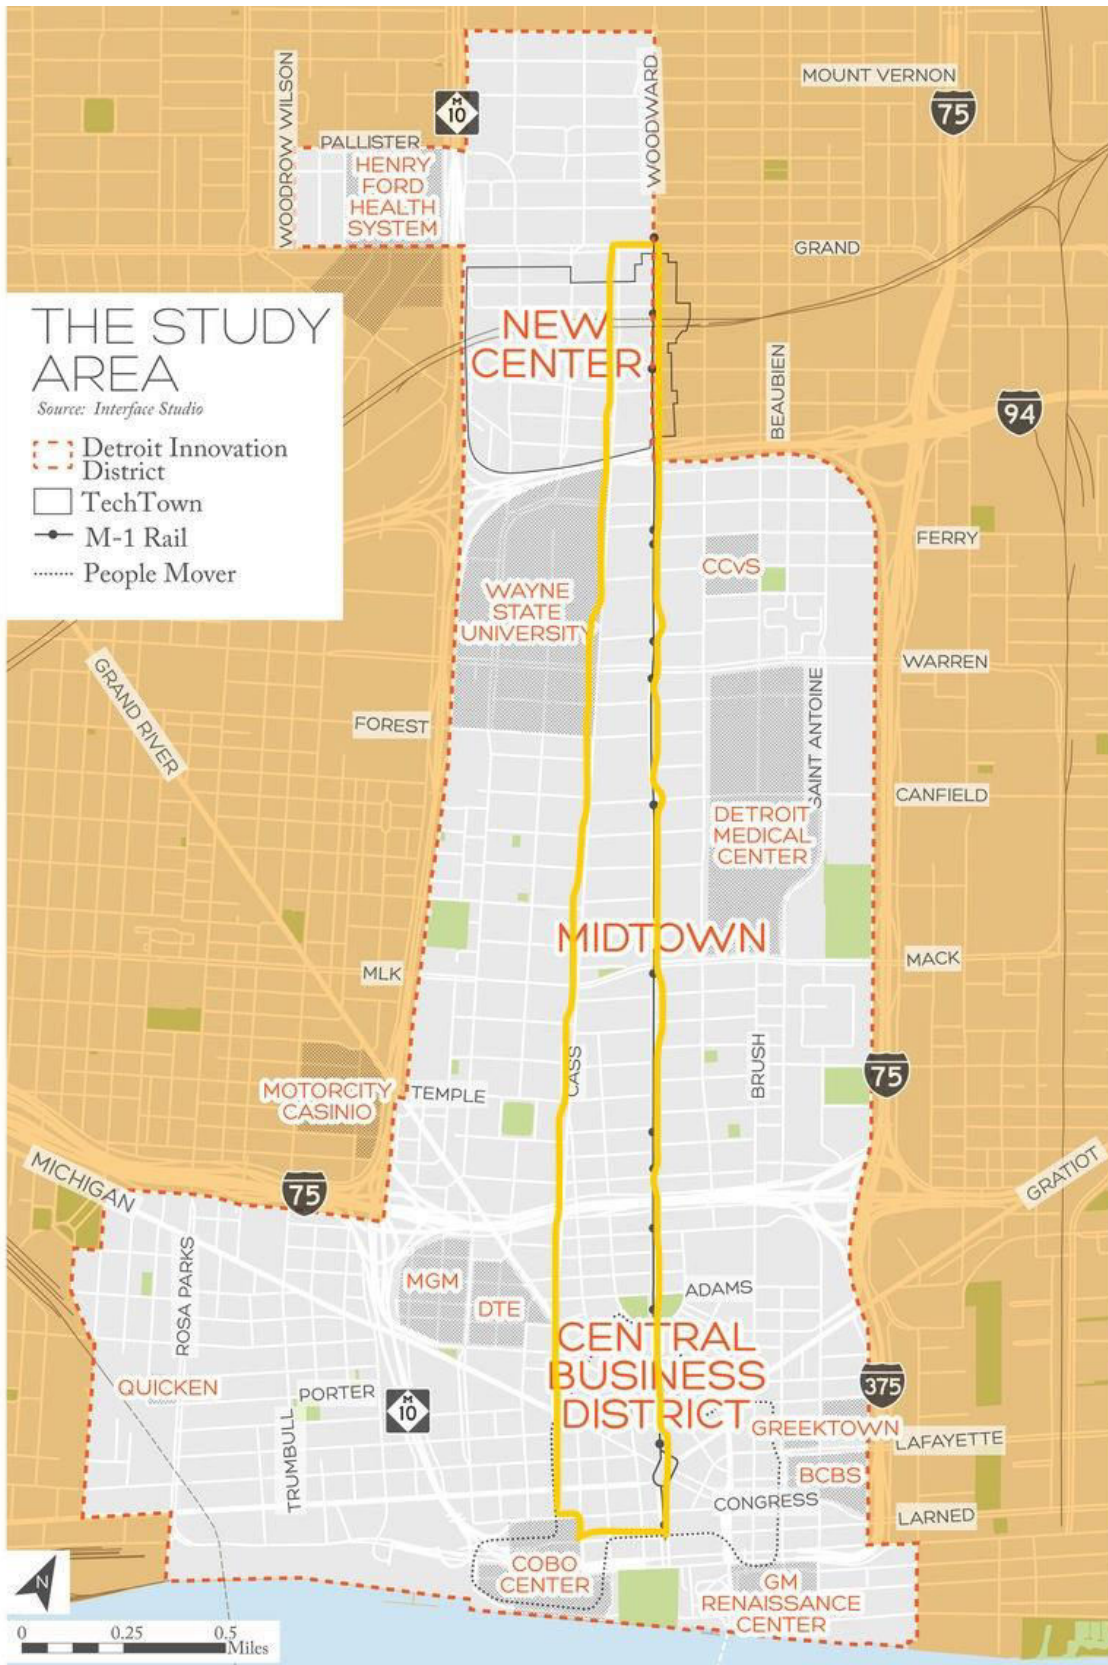 WOODROW WILSON
M
10
WOODWARD
MOUNT VERNON
75
PALLISTER
HENRY
FORD
HEALTH
SYSTEM
GRAND
THE STUDY
AREA
Source: Interface Studio
Detroit Innovation
District
TechTown
M-1 Rail
People Mover
NEW
CENTER
BEAUBIEN
94
FERRY
CCVS
WAYNE
STATE
UNIVERSITY
WARREN
GRAND RIVER
FOREST
SAINT ANTOINE
CANFIELD
DETROIT
MEDICAL
CENTER
MIDTOWN
MLK
MACK
CASS
BRUSH
75
MOTORCITY
CASINIO
TEMPLE
MICHIGAN
75
GRATIOT
ROSA PARKS
MGM
DTE
ADAMS
CENTRAL
BUSINESS
DISTRICT
QUICKEN
PORTER
M
10
375
TRUMBULL
GREEKTOWN
LAFAYETTE
BCBS
CONGRESS
LARNED
COBO
CENTER
GM
RENAISSANCE
CENTER
N
0 0.25 0.5
Miles